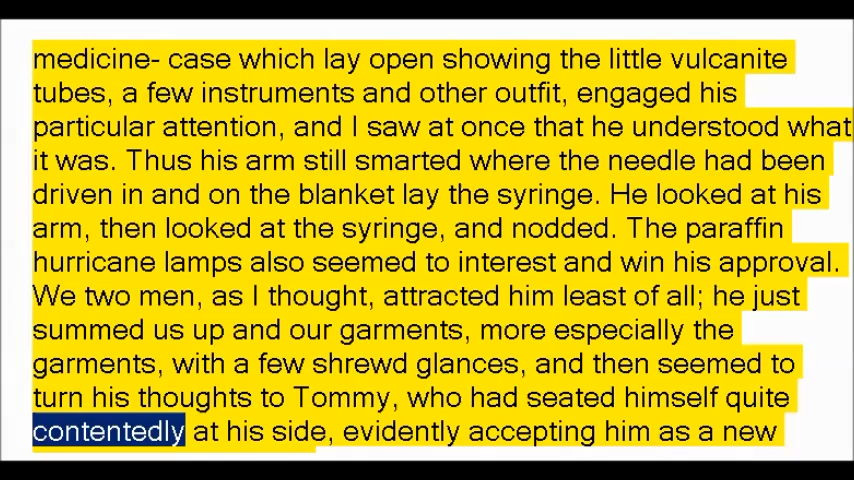 medicine- case which lay open showing the little vulcanite
tubes, a few instruments and other outfit, engaged his
particular attention, and I saw at once that he understood what
it was. Thus his arm still smarted where the needle had been
driven in and on the blanket lay the syringe. He looked at his
arm, then looked at the syringe, and nodded. The paraffin
hurricane lamps also seemed to interest and win his approval.
We two men, as I thought, attracted him least of all; he just
summed us up and our garments, more especially the
garments, with a few shrewd glances, and then seemed to
turn his thoughts to Tommy, who had seated himself quite
contentedly at his side, evidently accepting him as a new